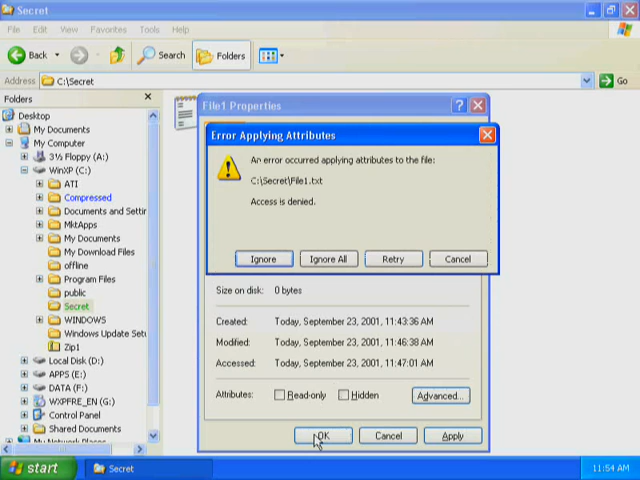 Secret
File Edit View Favorites Tools Help
Back Search Folders
Address C:\Secret Go
Folders
Desktop
My Documents
My Computer
3½ Floppy (A:)
WinXP (C:)
ATI
Compressed
Documents and Settin
MktApps
My Documents
My Download Files
offline
Program Files
public
Secret
WINDOWS
Windows Update Setu
Zip1
Local Disk (D:)
APPS (E:)
DATA (F:)
WXPFRE_EN (G:)
Control Panel
Shared Documents
My Network Places
File1 Properties
Error Applying Attributes
An error occurred applying attributes to the file:
C:\Secret\File1.txt
Access is denied.
Ignore Ignore All Retry Cancel
Size on disk: 0 bytes
Created: Today, September 23, 2001, 11:43:36 AM
Modified: Today, September 23, 2001, 11:46:38 AM
Accessed: Today, September 23, 2001, 11:47:01 AM
Attributes: Read-only Hidden Advanced...
OK Cancel Apply
start Secret 11:54 AM